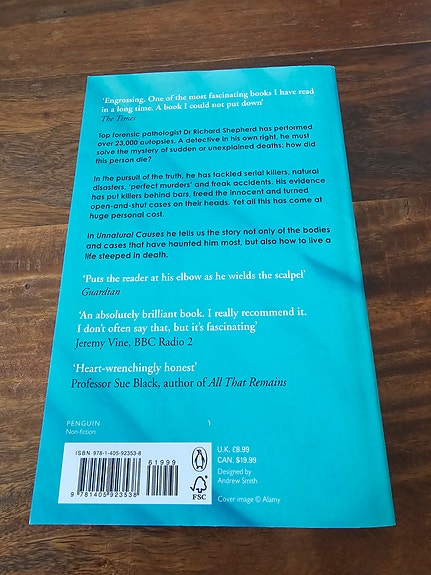 ‘Engrossing. One of the most fascinating books I have read
in a long time. A book I could not put down’
The Times
Top forensic pathologist Dr Richard Shepherd has performed
over 23,000 autopsies. A detective in his own right, he must
solve the mystery of sudden or unexplained deaths: how did
this person die?
In the pursuit of the truth, he has tackled serial killers, natural
disasters, ‘perfect murders’ and freak accidents. His evidence
has put killers behind bars, freed the innocent and turned
open-and-shut cases on their heads. Yet all this has come at
huge personal cost.
In Unnatural Causes he tells us the story not only of the bodies
and cases that have haunted him most, but also how to live a
life steeped in death.
‘Puts the reader at his elbow as he wields the scalpel’
Guardian
‘An absolutely brilliant book. I really recommend it.
I don’t often say that, but it’s fascinating’
Jeremy Vine, BBC Radio 2
‘Heart-wrenchingly honest’
Professor Sue Black, author of All That Remains
PENGUIN
Non-fiction
ISBN 978-1-405-92353-8
61999
9 781405 923538
FSC
U.K. £8.99
CAN. $19.99
Designed by
Andrew Smith
Cover image © Alamy